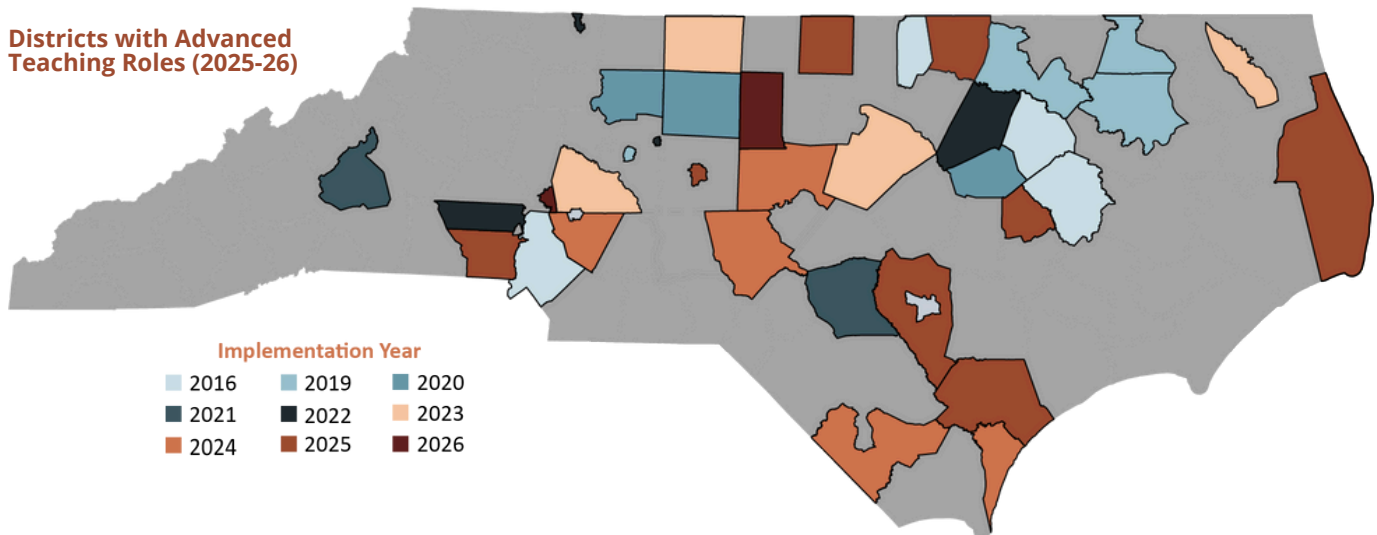 Districts with Advanced
Teaching Roles (2025-26)
Implementation Year
2016 2019 2020
2021 2022 2023
2024 2025 2026